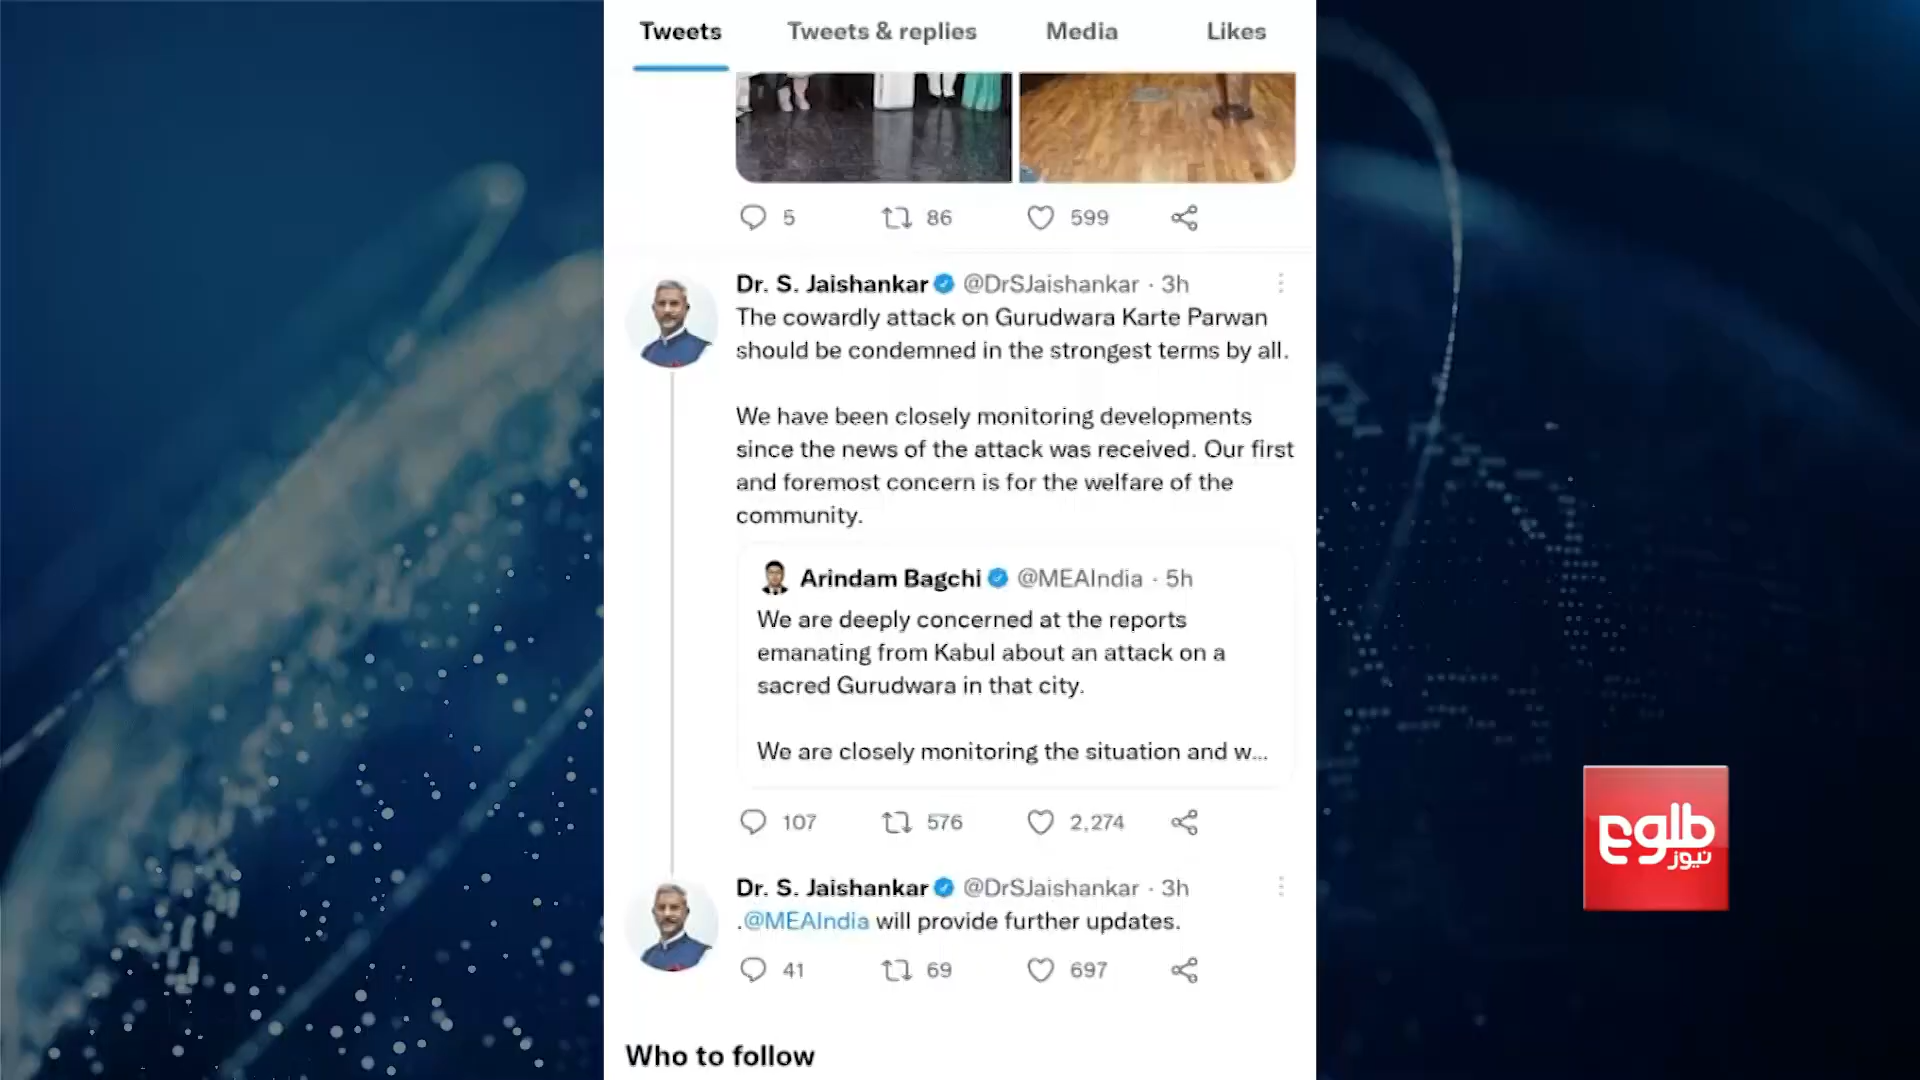 Tweets Tweets & replies Media Likes
5 86 599
Dr. S. Jaishankar @DrSJaishankar · 3h
The cowardly attack on Gurudwara Karte Parwan
should be condemned in the strongest terms by all.
We have been closely monitoring developments
since the news of the attack was received. Our first
and foremost concern is for the welfare of the
community.
Arindam Bagchi @MEAIndia · 5h
We are deeply concerned at the reports
emanating from Kabul about an attack on a
sacred Gurudwara in that city.
We are closely monitoring the situation and w...
107 576 2,274
Dr. S. Jaishankar @DrSJaishankar · 3h
.@MEAIndia will provide further updates.
41 69 697
Who to follow
طلوع
نیوز